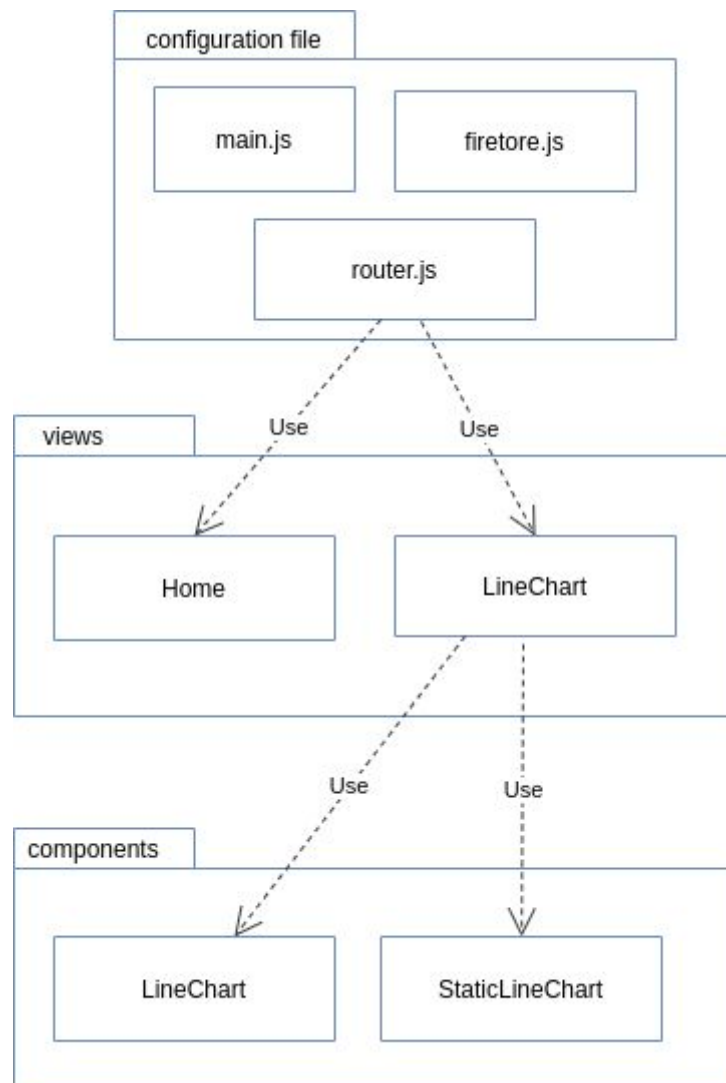 configuration file
main.js
firetore.js
router.js
Use
Use
views
Home
LineChart
Use
Use
components
LineChart
StaticLineChart